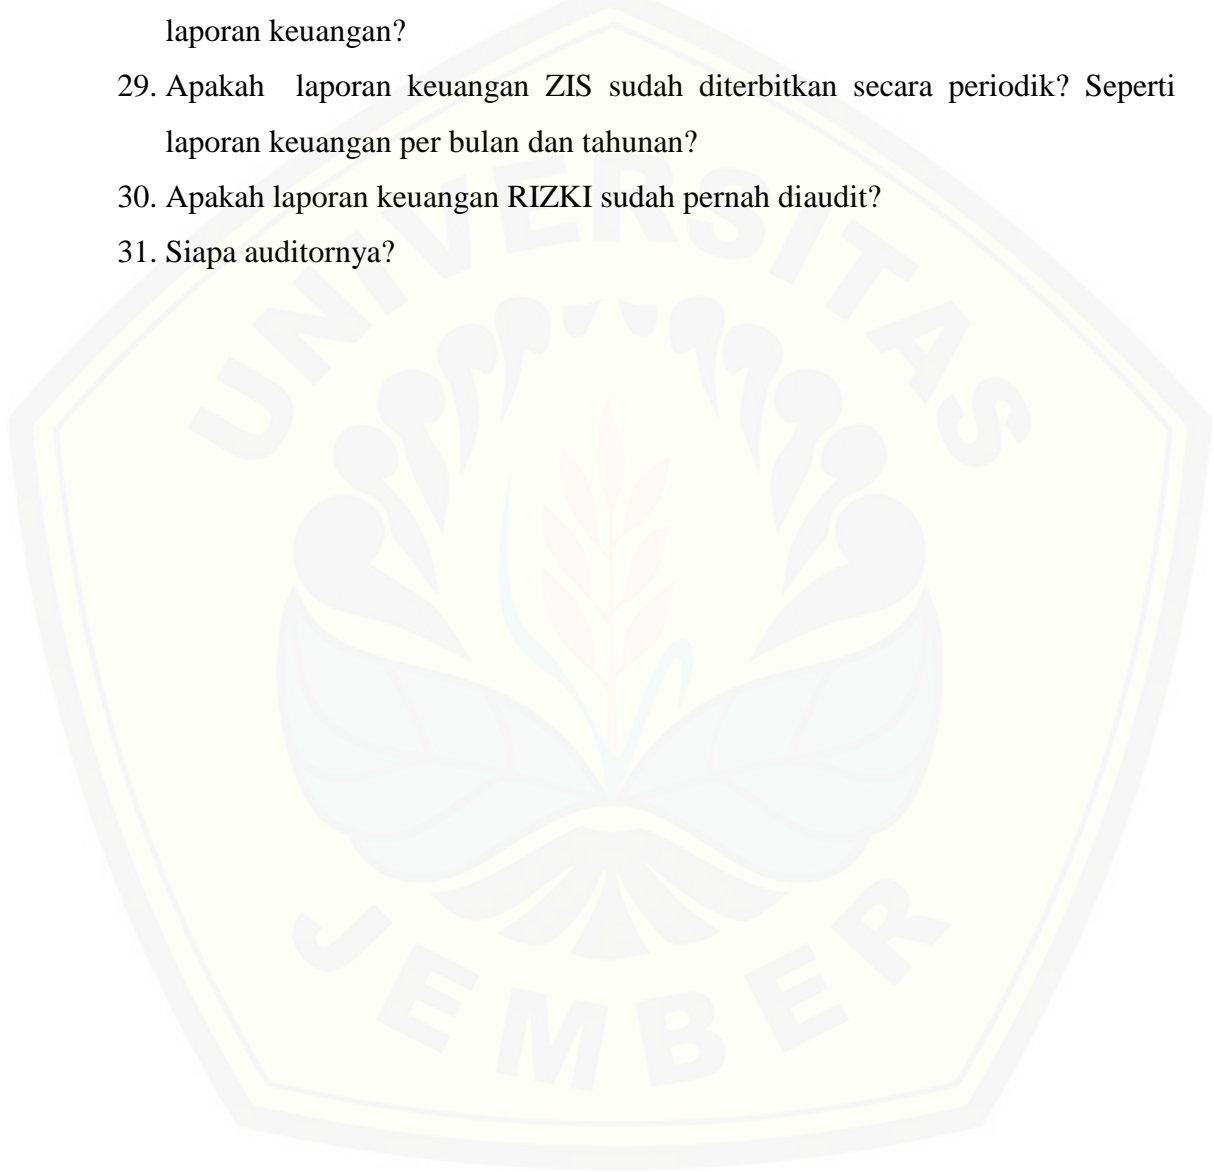 laporan keuangan?
29. Apakah laporan keuangan ZIS sudah diterbitkan secara periodik? Seperti
laporan keuangan per bulan dan tahunan?
30. Apakah laporan keuangan RIZKI sudah pernah diaudit?
31. Siapa auditornya?
UNIVERSITAS
JEMBER